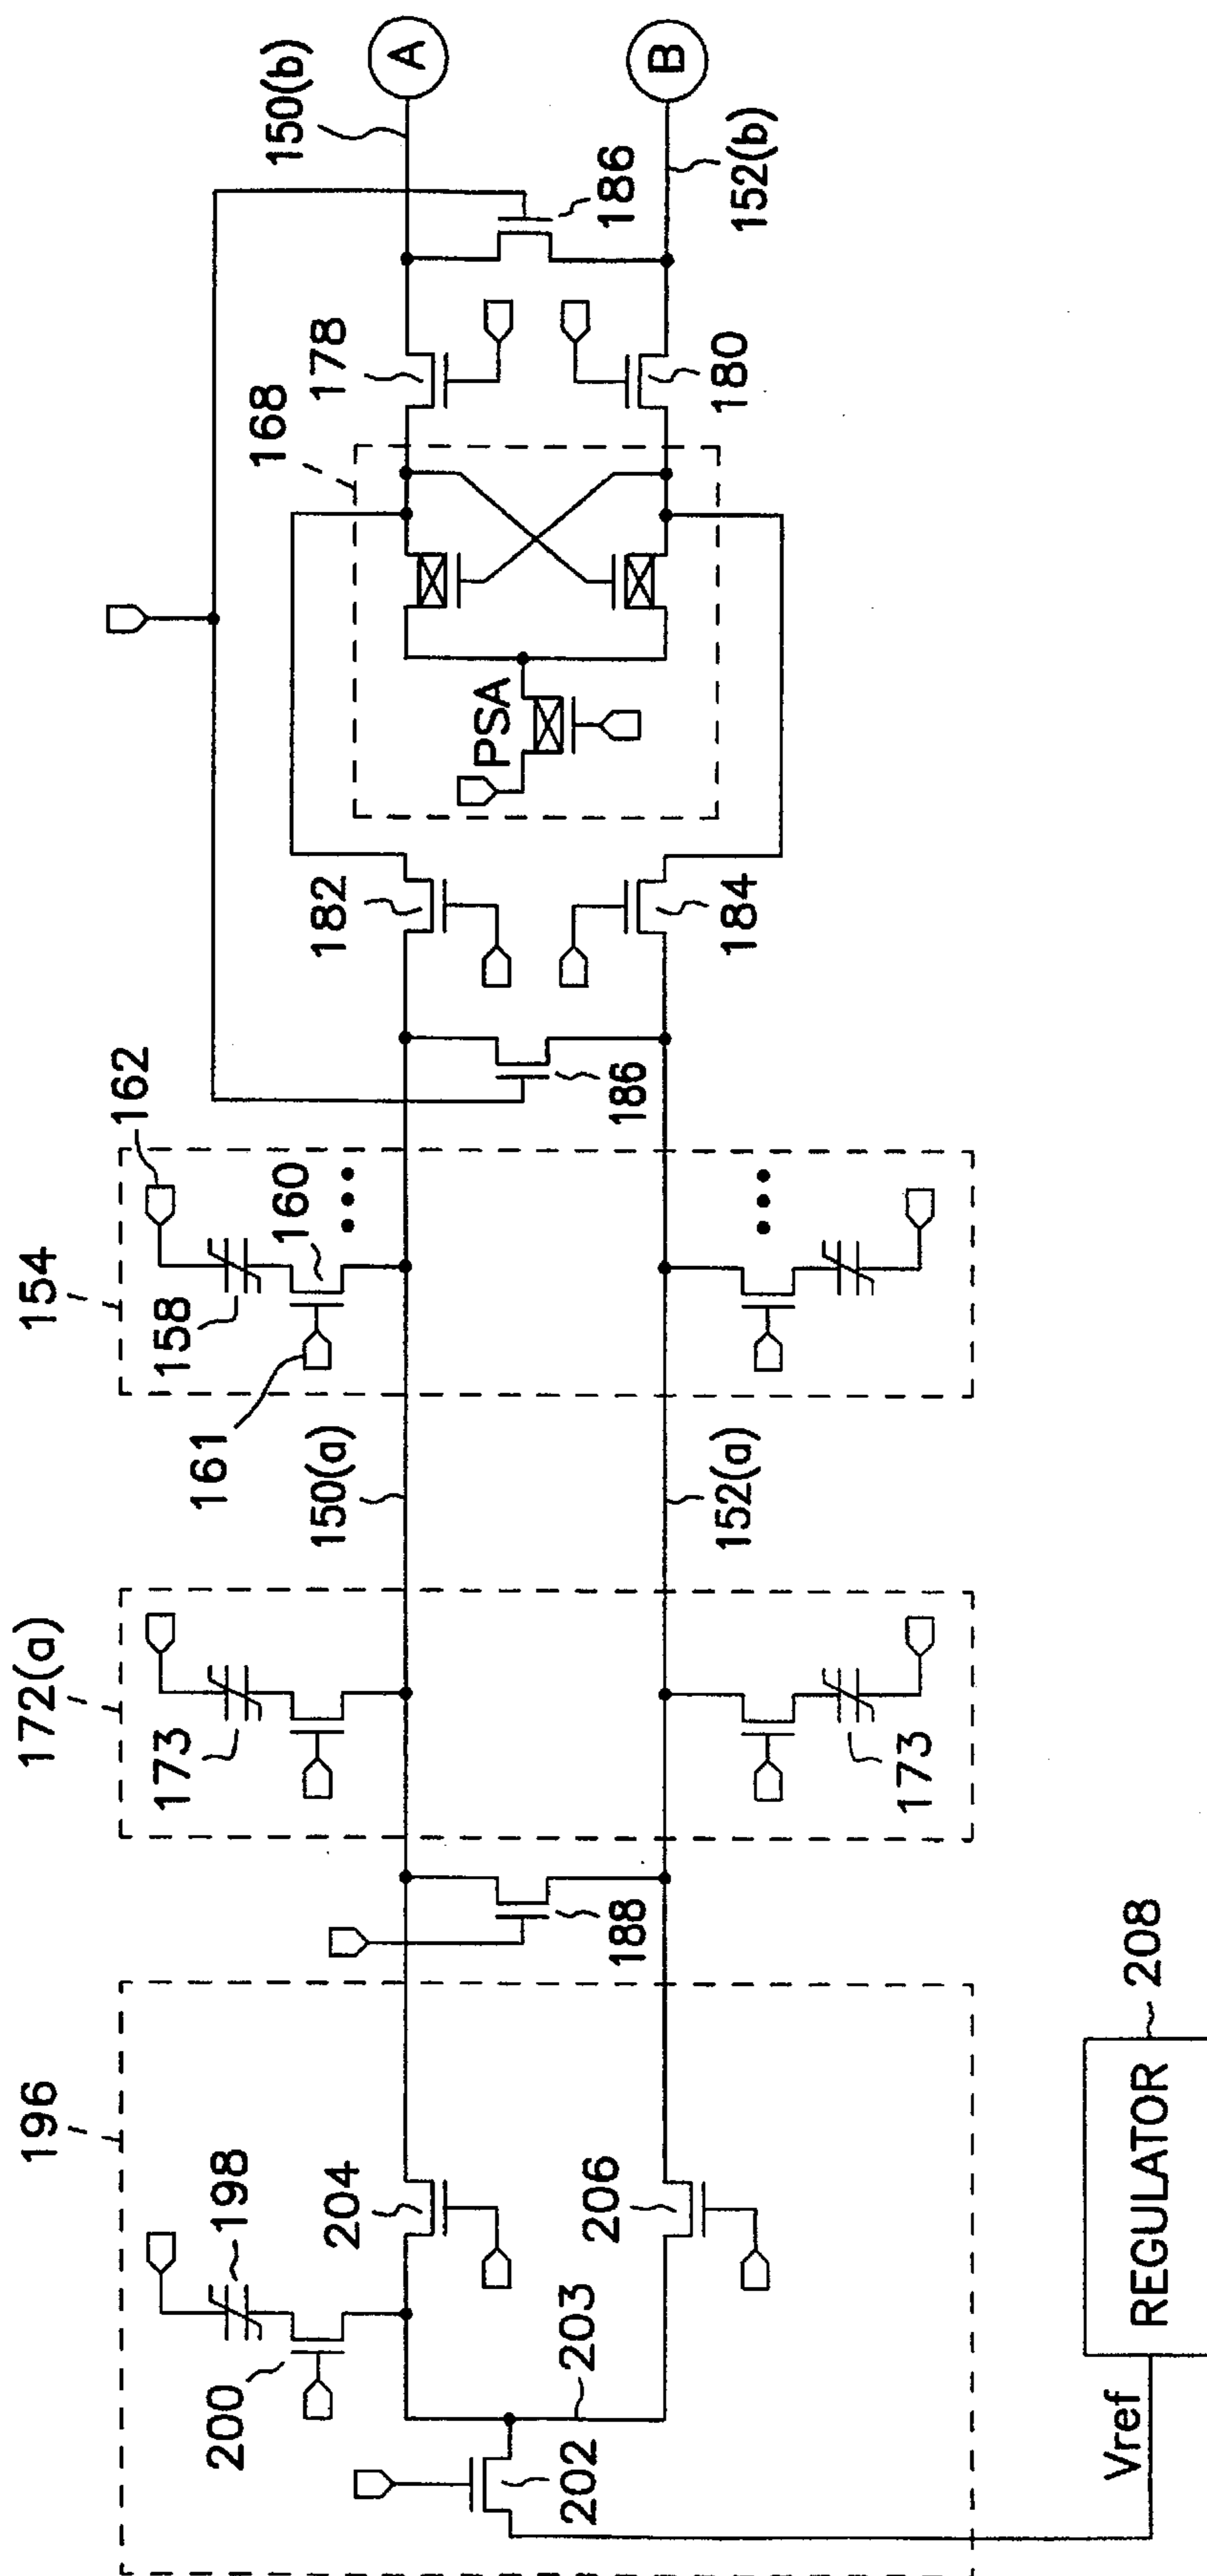 196
172(a)
154
198
200
204
206
203
202
Vref
REGULATOR
208
188
173
173
150(a)
152(a)
161
158
160
162
186
182
184
PSA
168
178
180
186
150(b)
152(b)
A
B